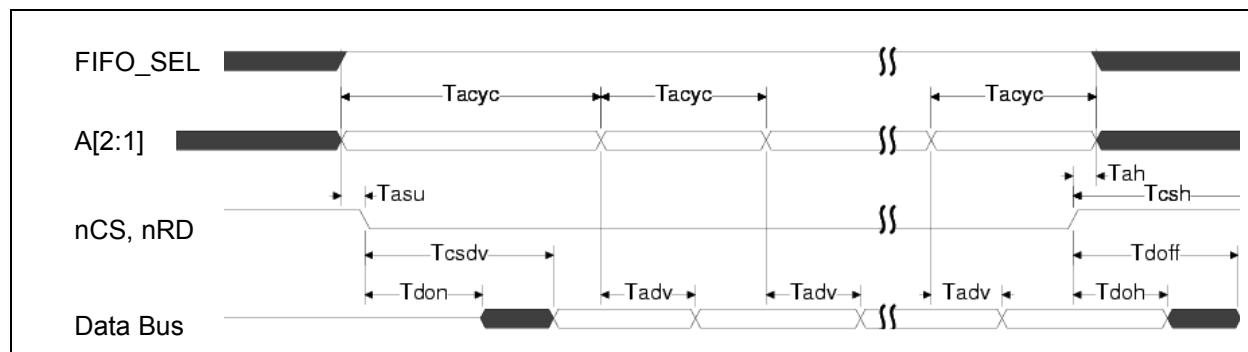 FIFO_SEL
Tacyc Tacyc Tacyc
A[2:1]
Tah
Tasu Tcsh
nCS, nRD
Tcsdv Tdoff
Tdon Tadv Tadv Tadv Tdoh
Data Bus